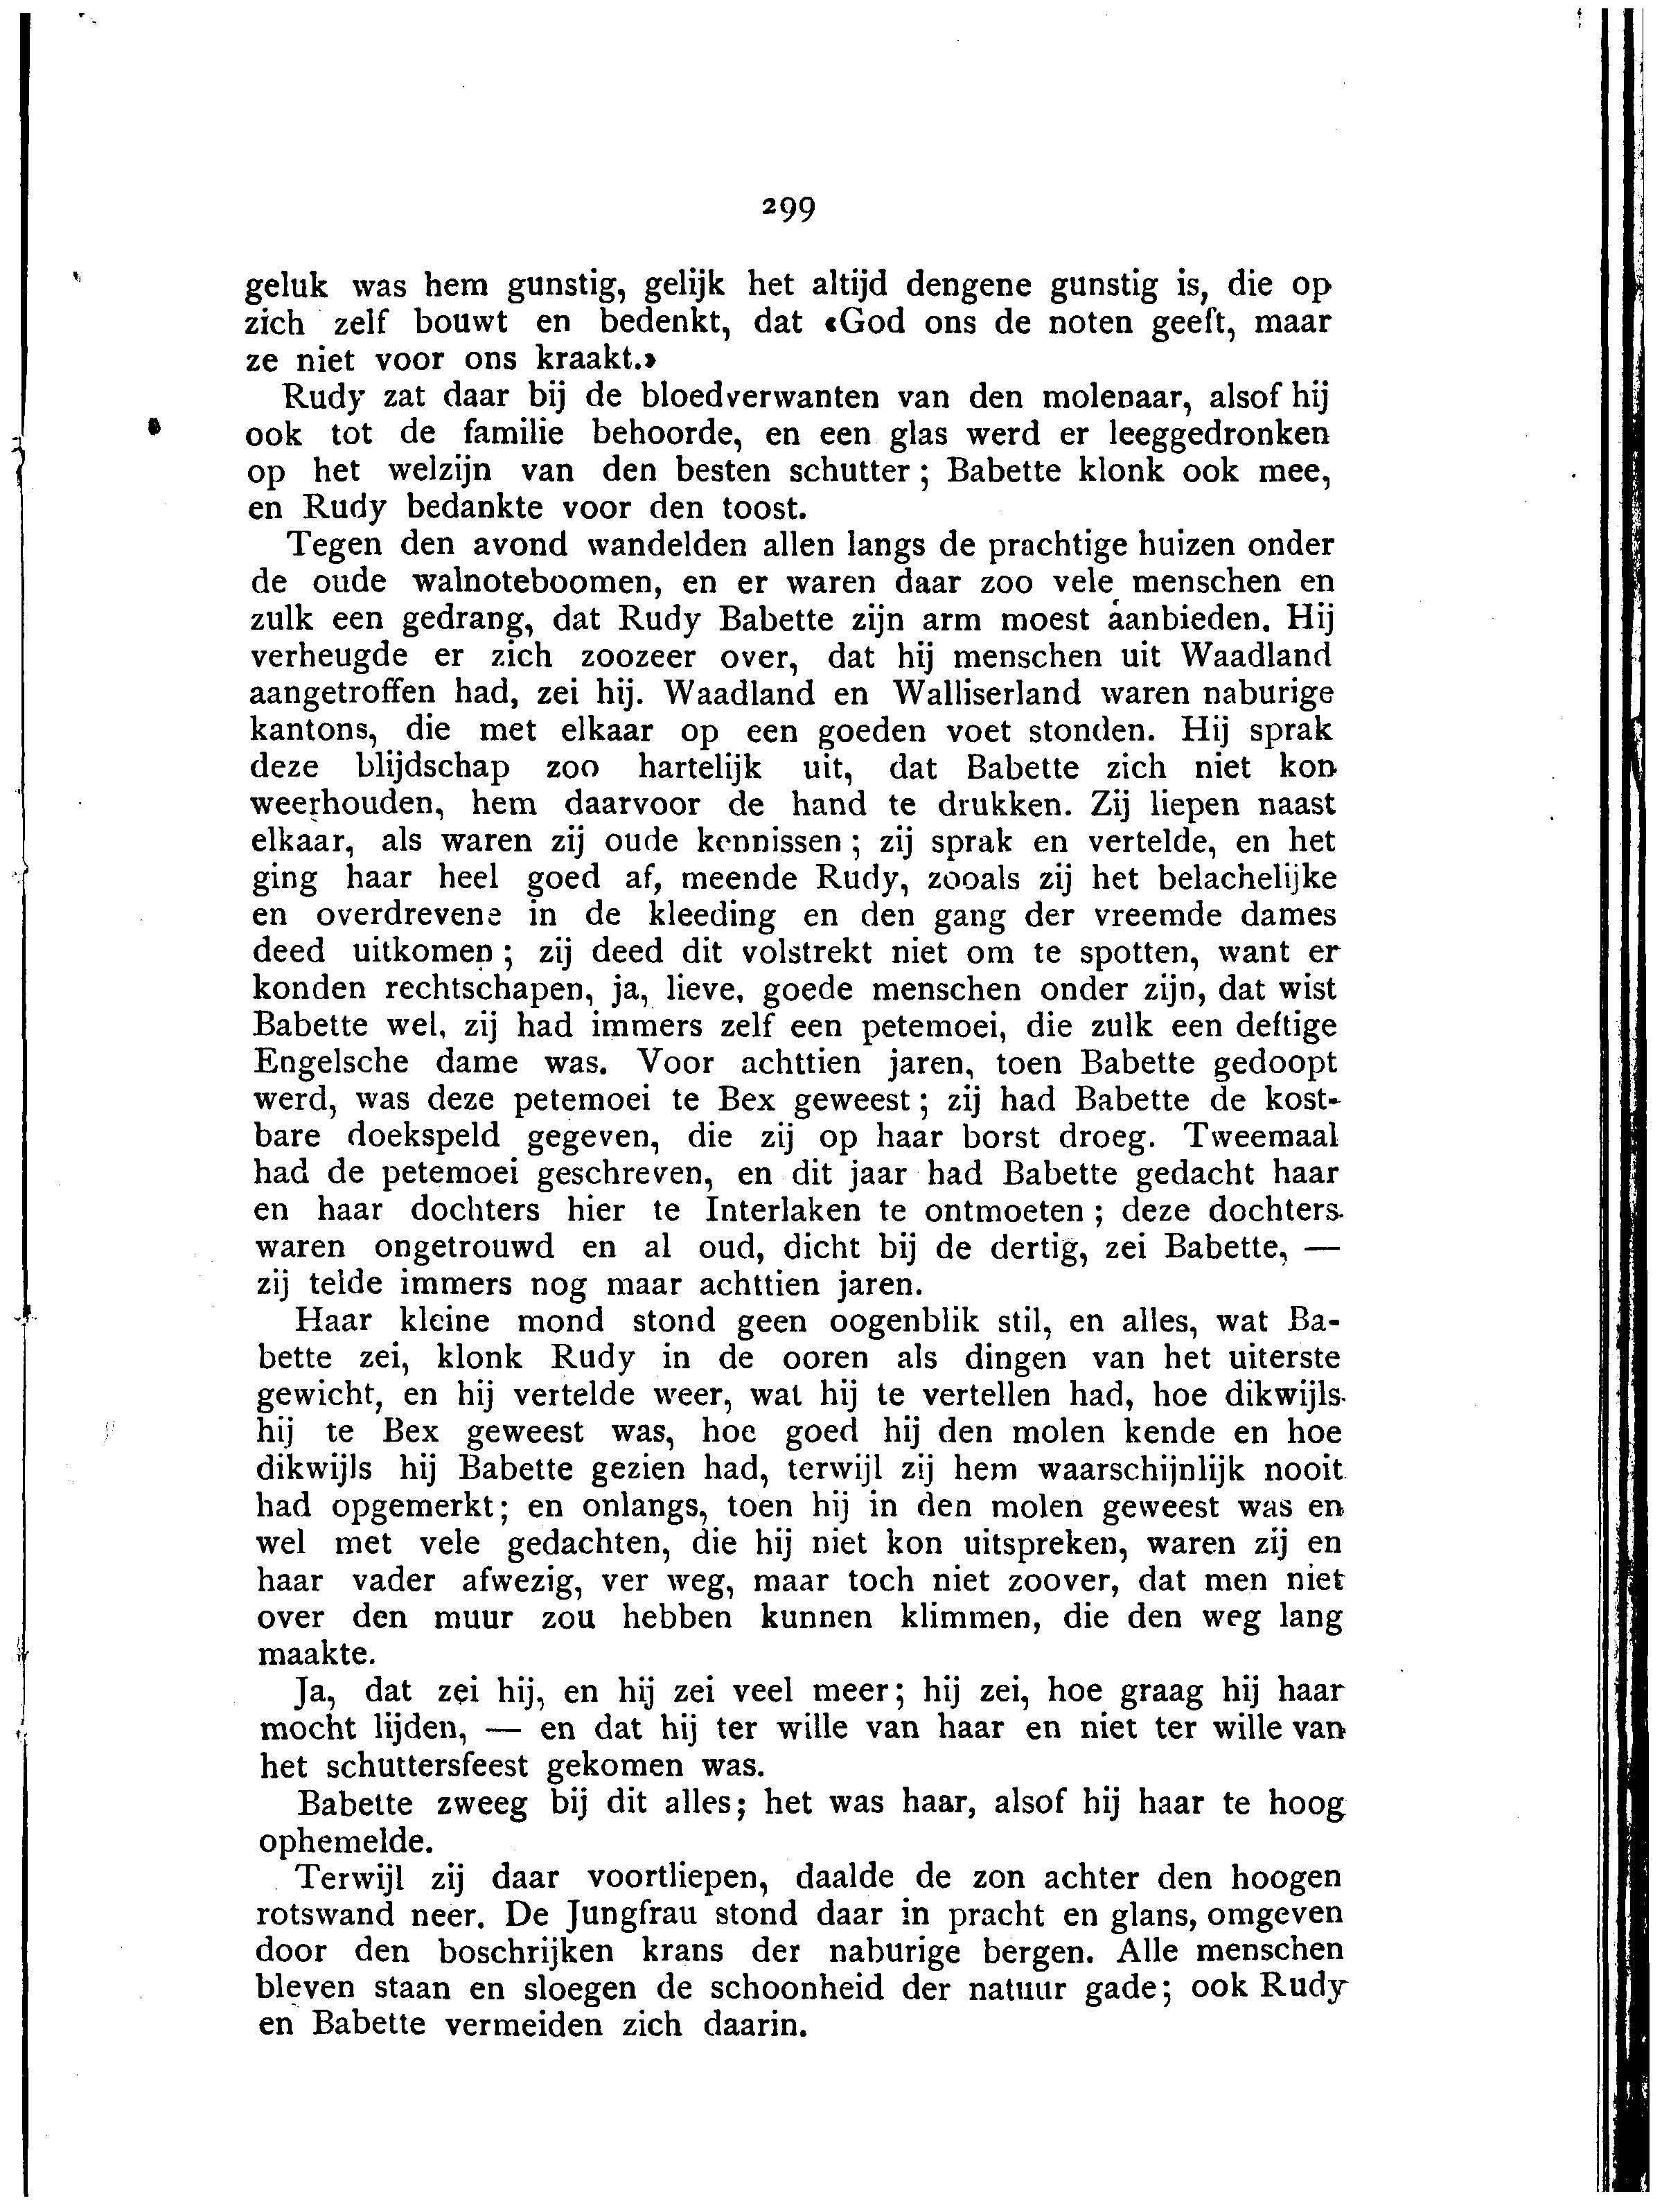 299
geluk was hem gunstig, gelijk het altijd dengene gunstig is, die op
zich zelf bouwt en bedenkt, dat «God ons de noten geeft, maar
ze niet voor ons kraakt.»
Rudy zat daar bij de bloedverwanten van den molenaar, alsof hij
ook tot de familie behoorde, en een glas werd er leeggedronken
op het welzijn van den besten schutter; Babette klonk ook mee,
en Rudy bedankte voor den toost.
Tegen den avond wandelden allen langs de prachtige huizen onder
de oude walnoteboomen, en er waren daar zoo vele menschen en
zulk een gedrang, dat Rudy Babette zijn arm moest aanbieden. Hij
verheugde er zich zoozeer over, dat hij menschen uit Waadland
aangetroffen had, zei hij. Waadland en Walliserland waren naburige
kantons, die met elkaar op een goeden voet stonden. Hij sprak
deze blijdschap zoo hartelijk uit, dat Babette zich niet kon
weerhouden, hem daarvoor de hand te drukken. Zij liepen naast
elkaar, als waren zij oude kennissen; zij sprak en vertelde, en het
ging haar heel goed af, meende Rudy, zooals zij het belachelijke
en overdrevene in de kleeding en den gang der vreemde dames
deed uitkomen; zij deed dit volstrekt niet om te spotten, want er
konden rechtschapen, ja, lieve, goede menschen onder zijn, dat wist
Babette wel, zij had immers zelf een petemoei, die zulk een deftige
Engelsche dame was. Voor achttien jaren, toen Babette gedoopt
werd, was deze petemoei te Bex geweest; zij had Babette de kost-
bare doekspeld gegeven, die zij op haar borst droeg. Tweemaal
had de petemoei geschreven, en dit jaar had Babette gedacht haar
en haar dochters hier te Interlaken te ontmoeten; deze dochters
waren ongetrouwd en al oud, dicht bij de dertig, zei Babette, —
zij telde immers nog maar achttien jaren.
Haar kleine mond stond geen oogenblik stil, en alles, wat Ba-
bette zei, klonk Rudy in de ooren als dingen van het uiterste
gewicht, en hij vertelde weer, wat hij te vertellen had, hoe dikwijls
hij te Bex geweest was, hoe goed hij den molen kende en hoe
dikwijls hij Babette gezien had, terwijl zij hem waarschijnlijk nooit
had opgemerkt; en onlangs, toen hij in den molen geweest was en
wel met vele gedachten, die hij niet kon uitspreken, waren zij en
haar vader afwezig, ver weg, maar toch niet zoover, dat men niet
over den muur zou hebben kunnen klimmen, die den weg lang
maakte.
Ja, dat zei hij, en hij zei veel meer; hij zei, hoe graag hij haar
mocht lijden, — en dat hij ter wille van haar en niet ter wille van
het schuttersfeest gekomen was.
Babette zweeg bij dit alles; het was haar, alsof hij haar te hoog
ophemelde.
Terwijl zij daar voortliepen, daalde de zon achter den hoogen
rotswand neer. De Jungfrau stond daar in pracht en glans, omgeven
door den boschrijken krans der naburige bergen. Alle menschen
bleven staan en sloegen de schoonheid der natuur gade; ook Rudy
en Babette vermeiden zich daarin.